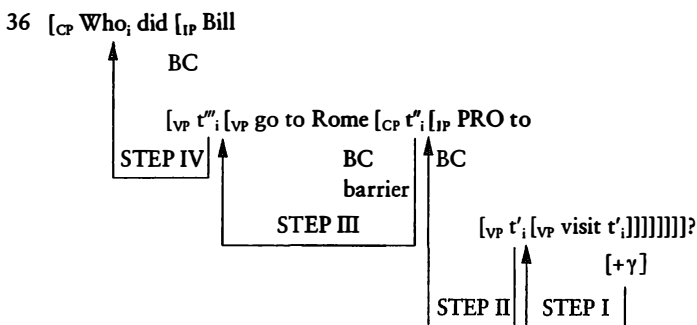 36 [CP Whoi did [IP Bill
BC
[VP t‴i [VP go to Rome [CP t″i [IP PRO to
STEP IV BC BC
barrier
STEP III [VP t′i [VP visit t′i]]]]]]]]?
[+γ]
STEP II STEP I